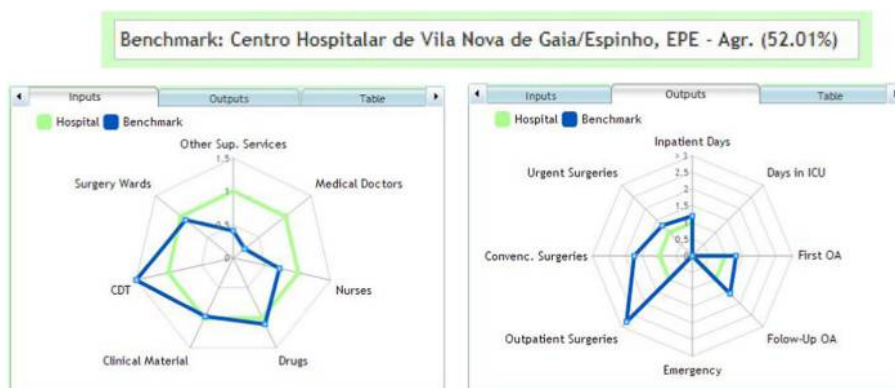 Benchmark: Centro Hospitalar de Vila Nova de Gaia/Espinho, EPE - Agr. (52.01%)
Inputs Outputs Table
Hospital Benchmark
Other Sup. Services
1.5
Surgery Wards
Medical Doctors
1
0.5
0
CDT
Nurses
Clinical Material
Drugs
Inputs Outputs Table
Hospital Benchmark
Inpatient Days
> 3
Urgent Surgeries
Days in ICU
2.5
2
1.5
1
0.5
0
Convenc. Surgeries
First OA
Outpatient Surgeries
Folow-Up OA
Emergency